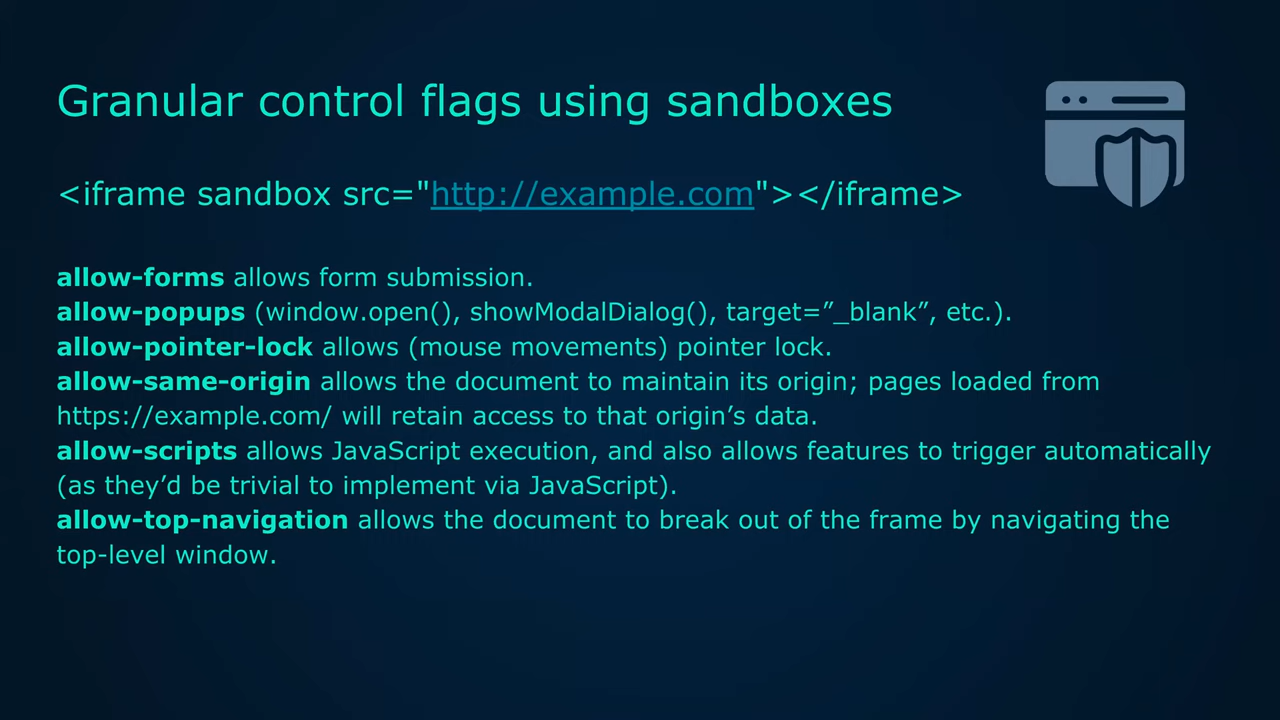 Granular control flags using sandboxes
<iframe sandbox src="http://example.com"></iframe>
allow-forms allows form submission.
allow-popups (window.open(), showModalDialog(), target=”_blank”, etc.).
allow-pointer-lock allows (mouse movements) pointer lock.
allow-same-origin allows the document to maintain its origin; pages loaded from
https://example.com/ will retain access to that origin’s data.
allow-scripts allows JavaScript execution, and also allows features to trigger automatically
(as they’d be trivial to implement via JavaScript).
allow-top-navigation allows the document to break out of the frame by navigating the
top-level window.